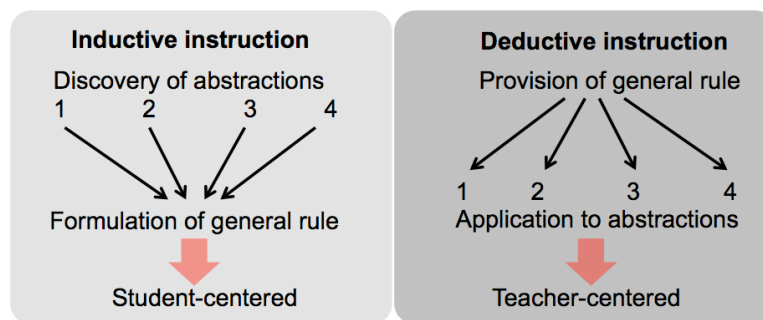 Inductive instruction
Discovery of abstractions
1 2 3 4
Formulation of general rule
Student-centered
Deductive instruction
Provision of general rule
1 2 3 4
Application to abstractions
Teacher-centered